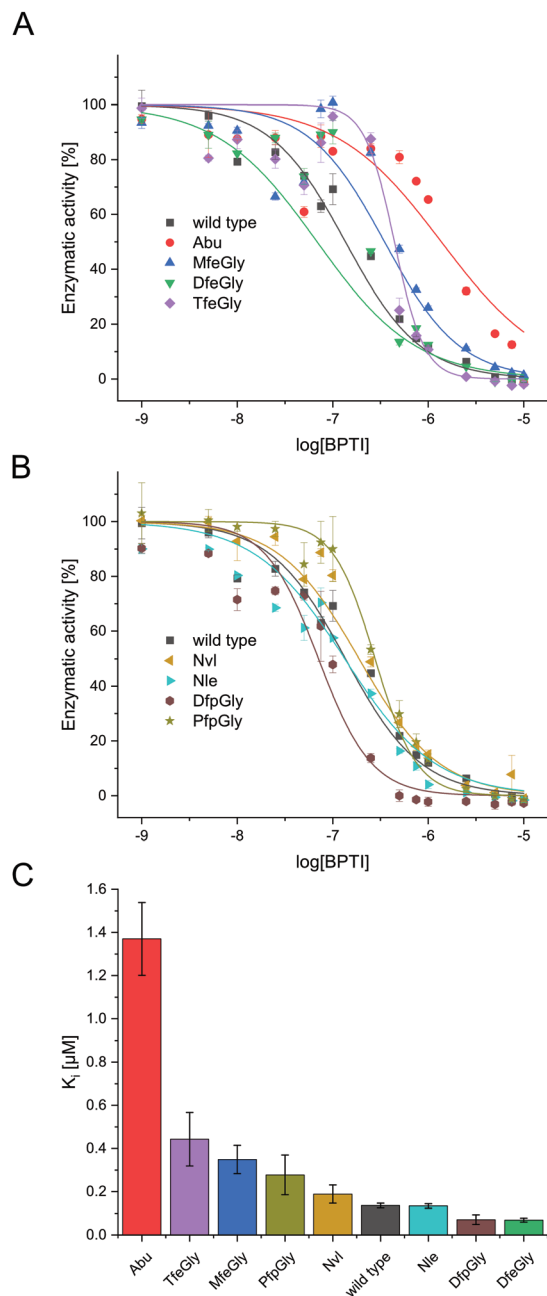 A
Enzymatic activity [%]
120
100
80
60
40
20
0
wild type
Abu
MfeGly
DfeGly
TfeGly
-9 -8 -7 -6 -5
log[BPTI]
B
Enzymatic activity [%]
120
100
80
60
40
20
0
wild type
Nvl
Nle
DfpGly
PfpGly
-9 -8 -7 -6 -5
log[BPTI]
C
Ki [µM]
1.6
1.4
1.2
1.0
0.8
0.6
0.4
0.2
0.0
Abu TfeGly MfeGly PfpGly Nvl wild type Nle DfpGly DfeGly